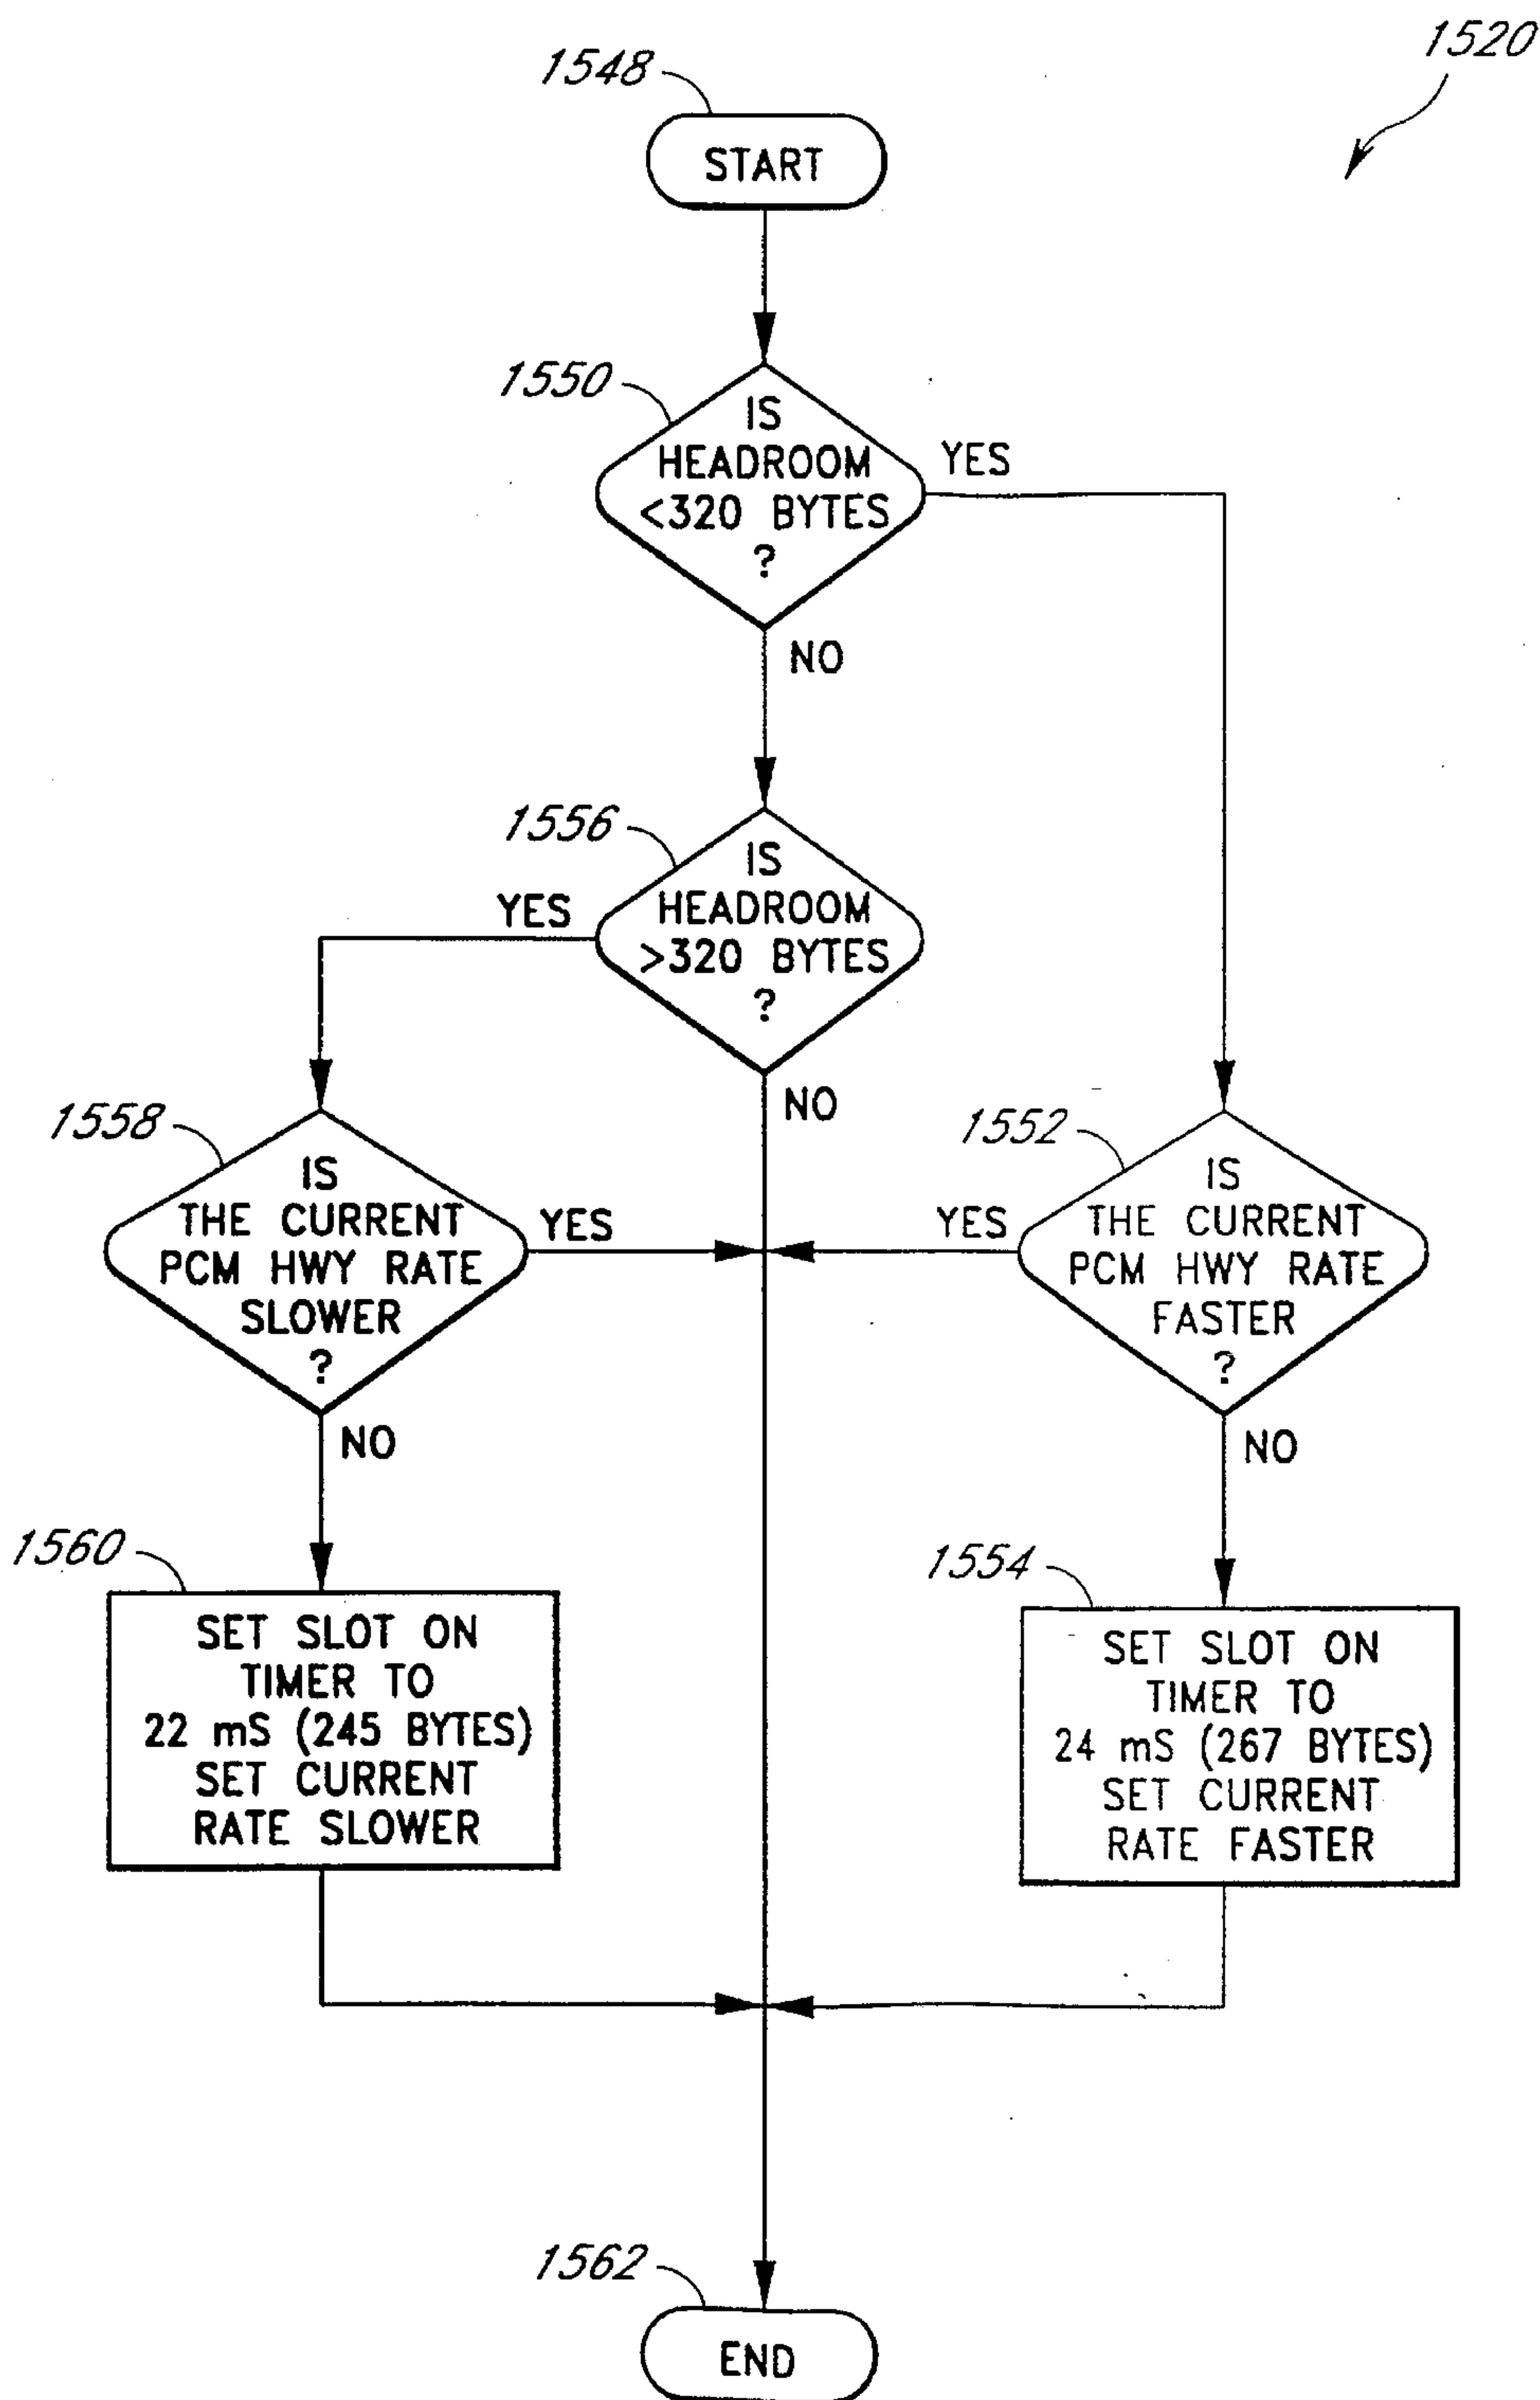 1520
1548
START
1550
IS
HEADROOM
<320 BYTES
?
YES
NO
1556
IS
HEADROOM
>320 BYTES
?
YES
NO
1558
IS
THE CURRENT
PCM HWY RATE
SLOWER
?
YES
NO
1552
IS
THE CURRENT
PCM HWY RATE
FASTER
?
YES
NO
1560
SET SLOT ON
TIMER TO
22 mS (245 BYTES)
SET CURRENT
RATE SLOWER
1554
SET SLOT ON
TIMER TO
24 mS (267 BYTES)
SET CURRENT
RATE FASTER
1562
END